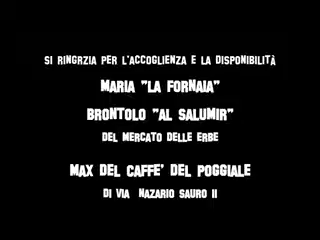 SI RINGRZIA PER L'ACCOGLIENZA E LA DISPONIBILITÀ
MARIA "LA FORNAIA"
BRONTOLO "AL SALUMIR"
DEL MERCATO DELLE ERBE
MAX DEL CAFFE' DEL POGGIALE
DI VIA NAZARIO SAURO 11